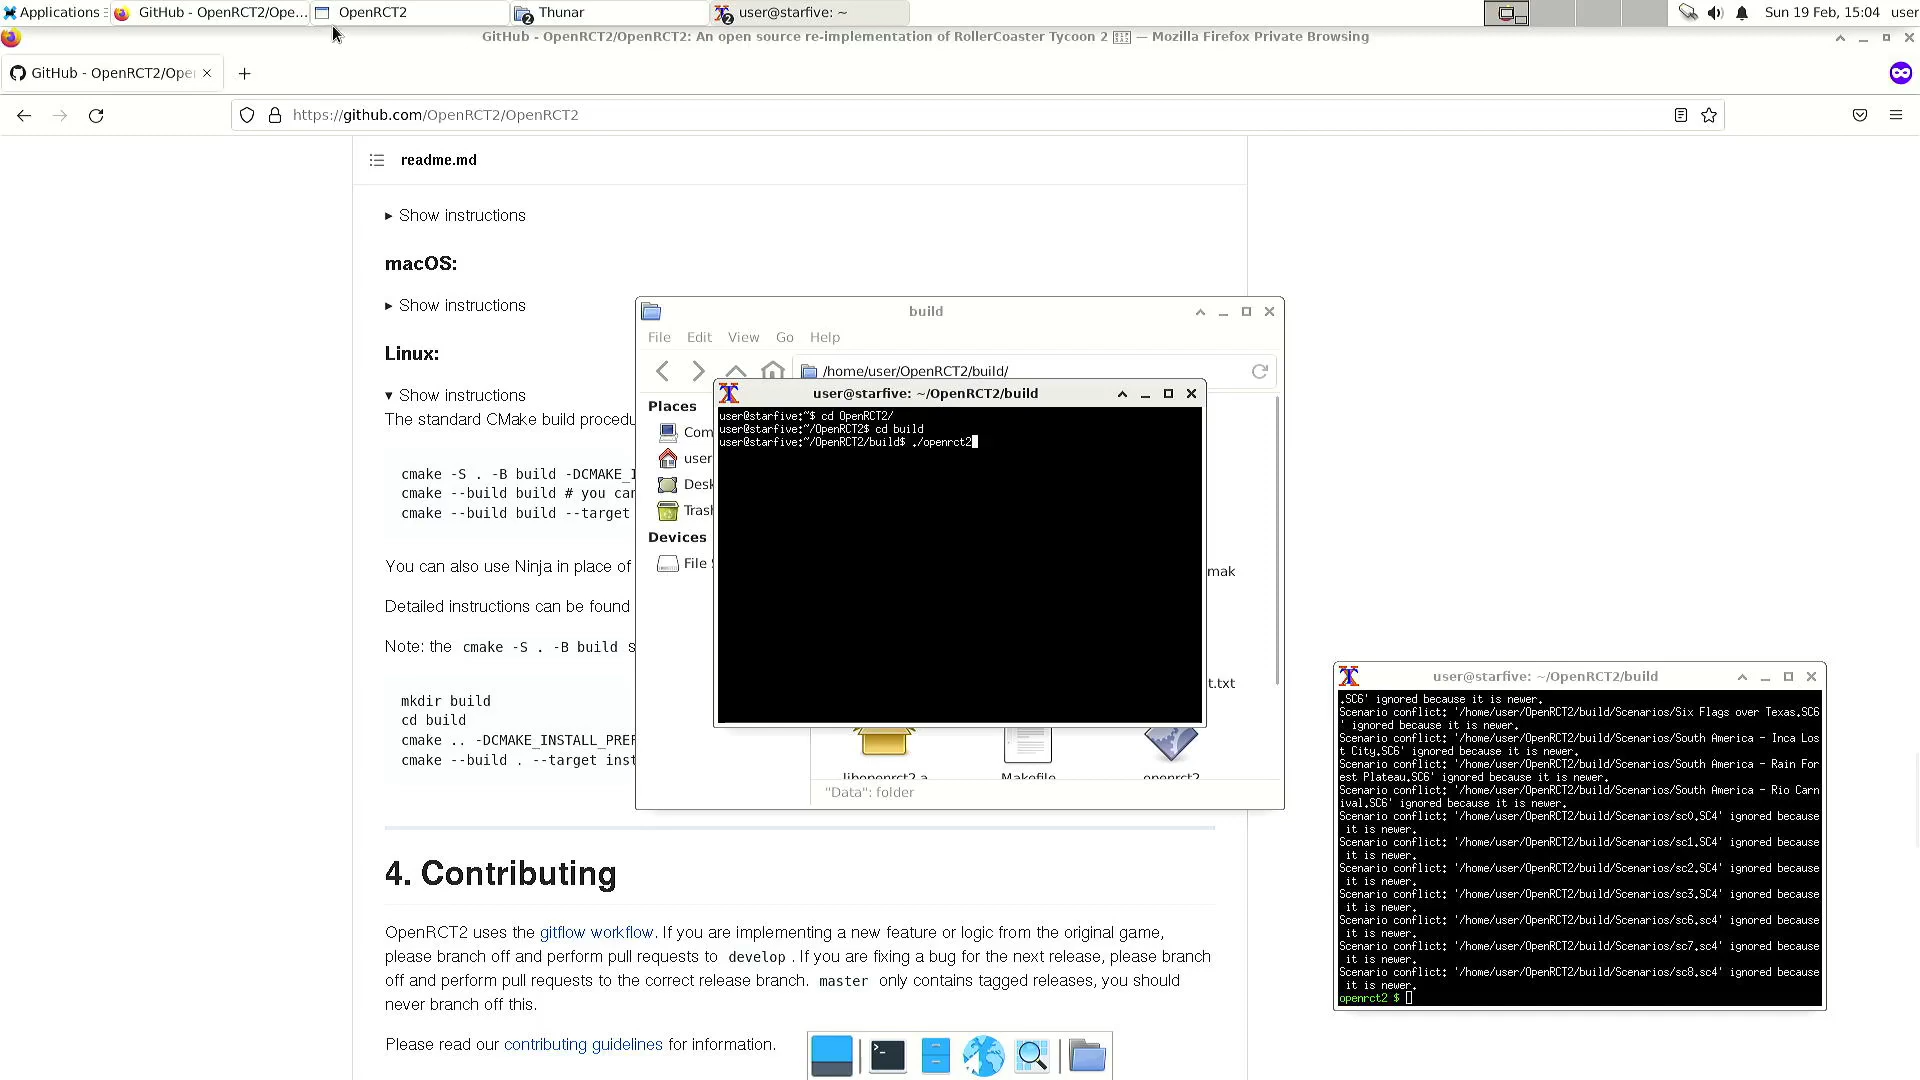 Applications
GitHub - OpenRCT2/Ope...
OpenRCT2
2
Thunar
2
user@starfive: ~
Sun 19 Feb, 15:04
user
GitHub - OpenRCT2/OpenRCT2: An open source re-implementation of RollerCoaster Tycoon 2 — Mozilla Firefox Private Browsing
GitHub - OpenRCT2/Ope
https://github.com/OpenRCT2/OpenRCT2
readme.md
Show instructions
macOS:
Show instructions
Linux:
Show instructions
The standard CMake build procedu
cmake -S . -B build -DCMAKE_I
cmake --build build # you can
cmake --build build --target
You can also use Ninja in place of
Detailed instructions can be found
Note: the cmake -S . -B build s
mkdir build
cd build
cmake .. -DCMAKE_INSTALL_PREF
cmake --build . --target inst
4. Contributing
OpenRCT2 uses the gitflow workflow. If you are implementing a new feature or logic from the original game,
please branch off and perform pull requests to develop . If you are fixing a bug for the next release, please branch
off and perform pull requests to the correct release branch. master only contains tagged releases, you should
never branch off this.
Please read our contributing guidelines for information.
build
File Edit View Go Help
/home/user/OpenRCT2/build/
Places
Com
user
Desk
Trash
Devices
File S
mak
t.txt
libopenrct2.a
Makefile
openrct2
"Data": folder
user@starfive: ~/OpenRCT2/build
user@starfive:~$ cd OpenRCT2/
user@starfive:~/OpenRCT2$ cd build
user@starfive:~/OpenRCT2/build$ ./openrct2
user@starfive: ~/OpenRCT2/build
.SC6' ignored because it is newer.
Scenario conflict: '/home/user/OpenRCT2/build/Scenarios/Six Flags over Texas.SC6
' ignored because it is newer.
Scenario conflict: '/home/user/OpenRCT2/build/Scenarios/South America - Inca Los
t City.SC6' ignored because it is newer.
Scenario conflict: '/home/user/OpenRCT2/build/Scenarios/South America - Rain For
est Plateau.SC6' ignored because it is newer.
Scenario conflict: '/home/user/OpenRCT2/build/Scenarios/South America - Rio Carn
ival.SC6' ignored because it is newer.
Scenario conflict: '/home/user/OpenRCT2/build/Scenarios/sc0.SC4' ignored because
it is newer.
Scenario conflict: '/home/user/OpenRCT2/build/Scenarios/sc1.SC4' ignored because
it is newer.
Scenario conflict: '/home/user/OpenRCT2/build/Scenarios/sc2.SC4' ignored because
it is newer.
Scenario conflict: '/home/user/OpenRCT2/build/Scenarios/sc3.SC4' ignored because
it is newer.
Scenario conflict: '/home/user/OpenRCT2/build/Scenarios/sc6.sc4' ignored because
it is newer.
Scenario conflict: '/home/user/OpenRCT2/build/Scenarios/sc7.sc4' ignored because
it is newer.
Scenario conflict: '/home/user/OpenRCT2/build/Scenarios/sc8.sc4' ignored because
it is newer.
openrct2 $